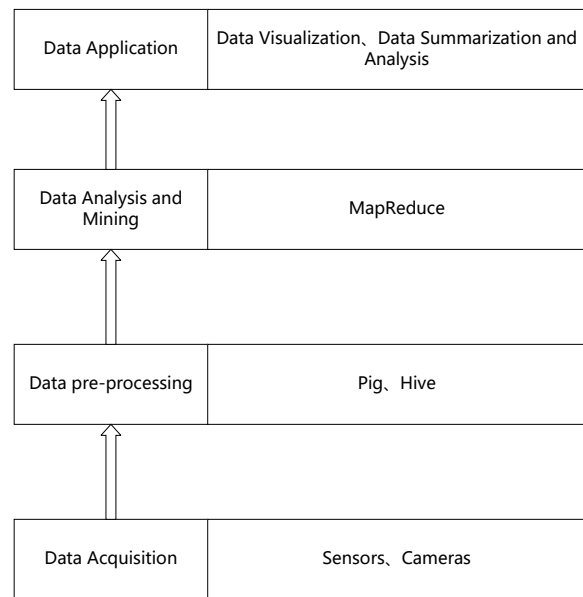 Data Application
Data Visualization、Data Summarization and
Analysis
Data Analysis and
Mining
MapReduce
Data pre-processing
Pig、Hive
Data Acquisition
Sensors、Cameras